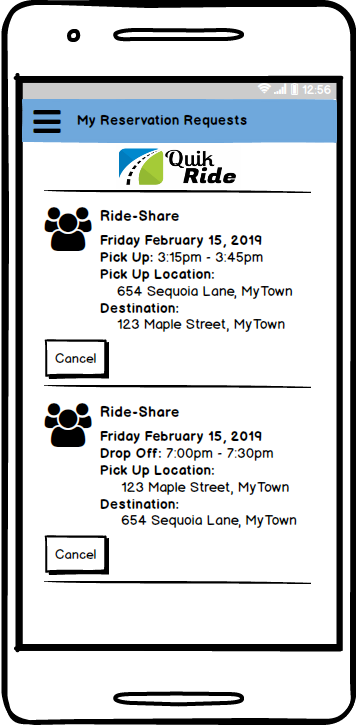 12:56
My Reservation Requests
Quik
Ride
Ride-Share
Friday February 15, 2019
Pick Up: 3:15pm - 3:45pm
Pick Up Location:
654 Sequoia Lane, MyTown
Destination:
123 Maple Street, MyTown
Cancel
Ride-Share
Friday February 15, 2019
Drop Off: 7:00pm - 7:30pm
Pick Up Location:
123 Maple Street, MyTown
Destination:
654 Sequoia Lane, MyTown
Cancel